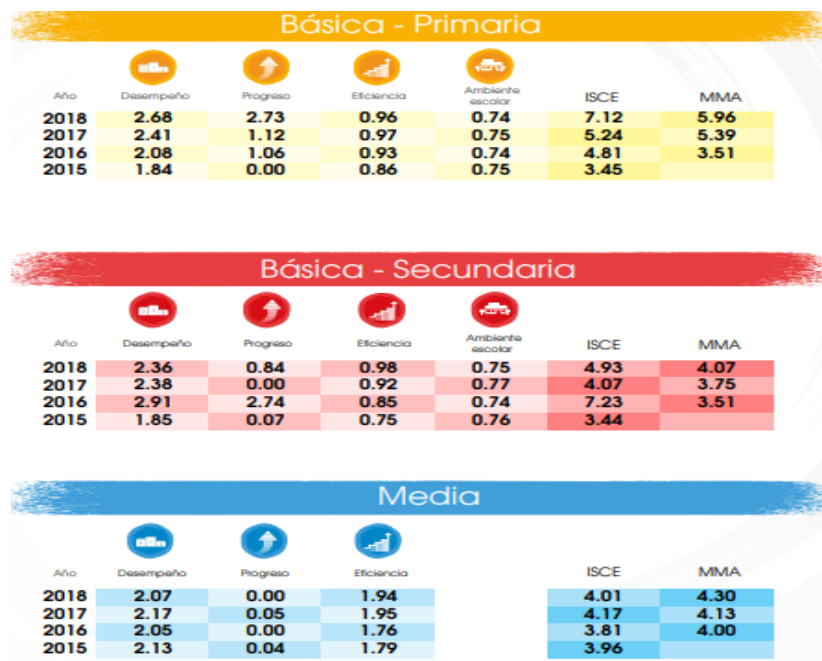 Básica - Primaria
Año Desempeño Progreso Eficiencia Ambiente escolar ISCE MMA
2018 2.68 2.73 0.96 0.74 7.12 5.96
2017 2.41 1.12 0.97 0.75 5.24 5.39
2016 2.08 1.06 0.93 0.74 4.81 3.51
2015 1.84 0.00 0.86 0.75 3.45
Básica - Secundaria
Año Desempeño Progreso Eficiencia Ambiente escolar ISCE MMA
2018 2.36 0.84 0.98 0.75 4.93 4.07
2017 2.38 0.00 0.92 0.77 4.07 3.75
2016 2.91 2.74 0.85 0.74 7.23 3.51
2015 1.85 0.07 0.75 0.76 3.44
Media
Año Desempeño Progreso Eficiencia ISCE MMA
2018 2.07 0.00 1.94 4.01 4.30
2017 2.17 0.05 1.95 4.17 4.13
2016 2.05 0.00 1.76 3.81 4.00
2015 2.13 0.04 1.79 3.96